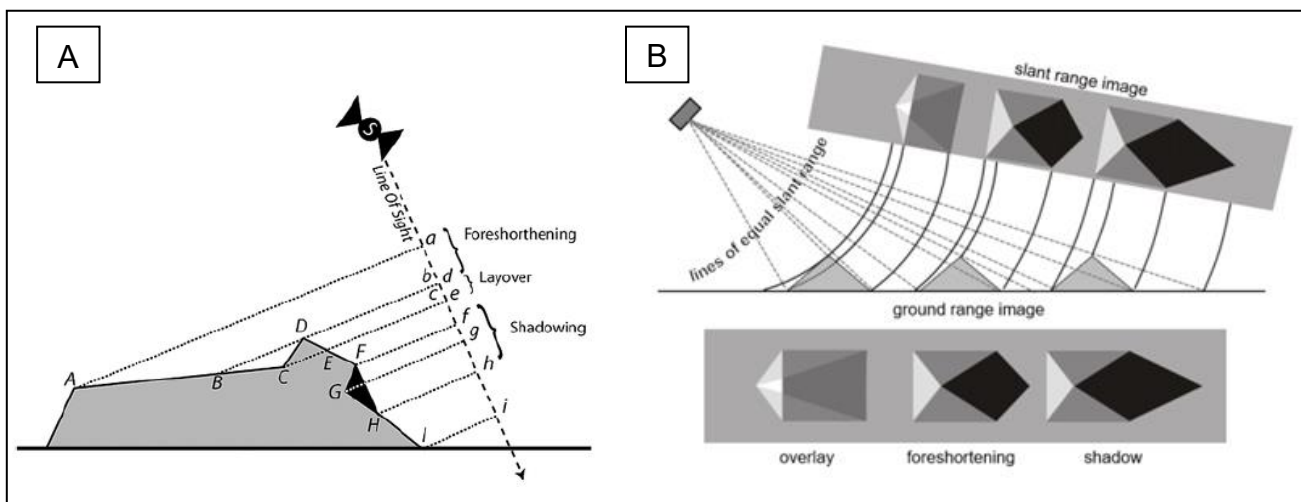 A
B
S
Line Of Sight
a
Foreshorthening
b
d
Layover
c
e
f
g
Shadowing
h
i
A
B
C
D
E
F
G
H
I
slant range image
lines of equal slant range
ground range image
overlay
foreshortening
shadow